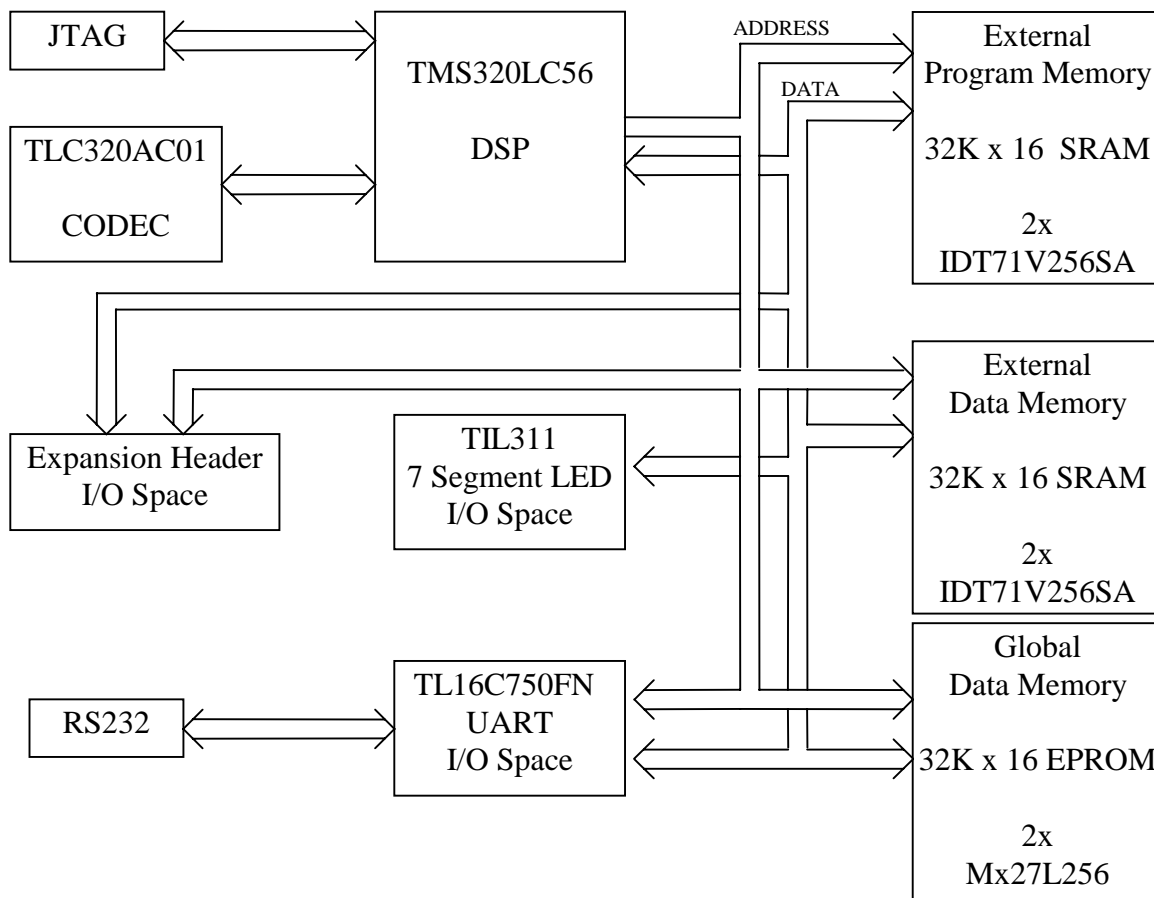 JTAG
TLC320AC01
CODEC
TMS320LC56
DSP
ADDRESS
DATA
External
Program Memory
32K x 16 SRAM
2x
IDT71V256SA
External
Data Memory
32K x 16 SRAM
2x
IDT71V256SA
Expansion Header
I/O Space
TIL311
7 Segment LED
I/O Space
RS232
TL16C750FN
UART
I/O Space
Global
Data Memory
32K x 16 EPROM
2x
Mx27L256